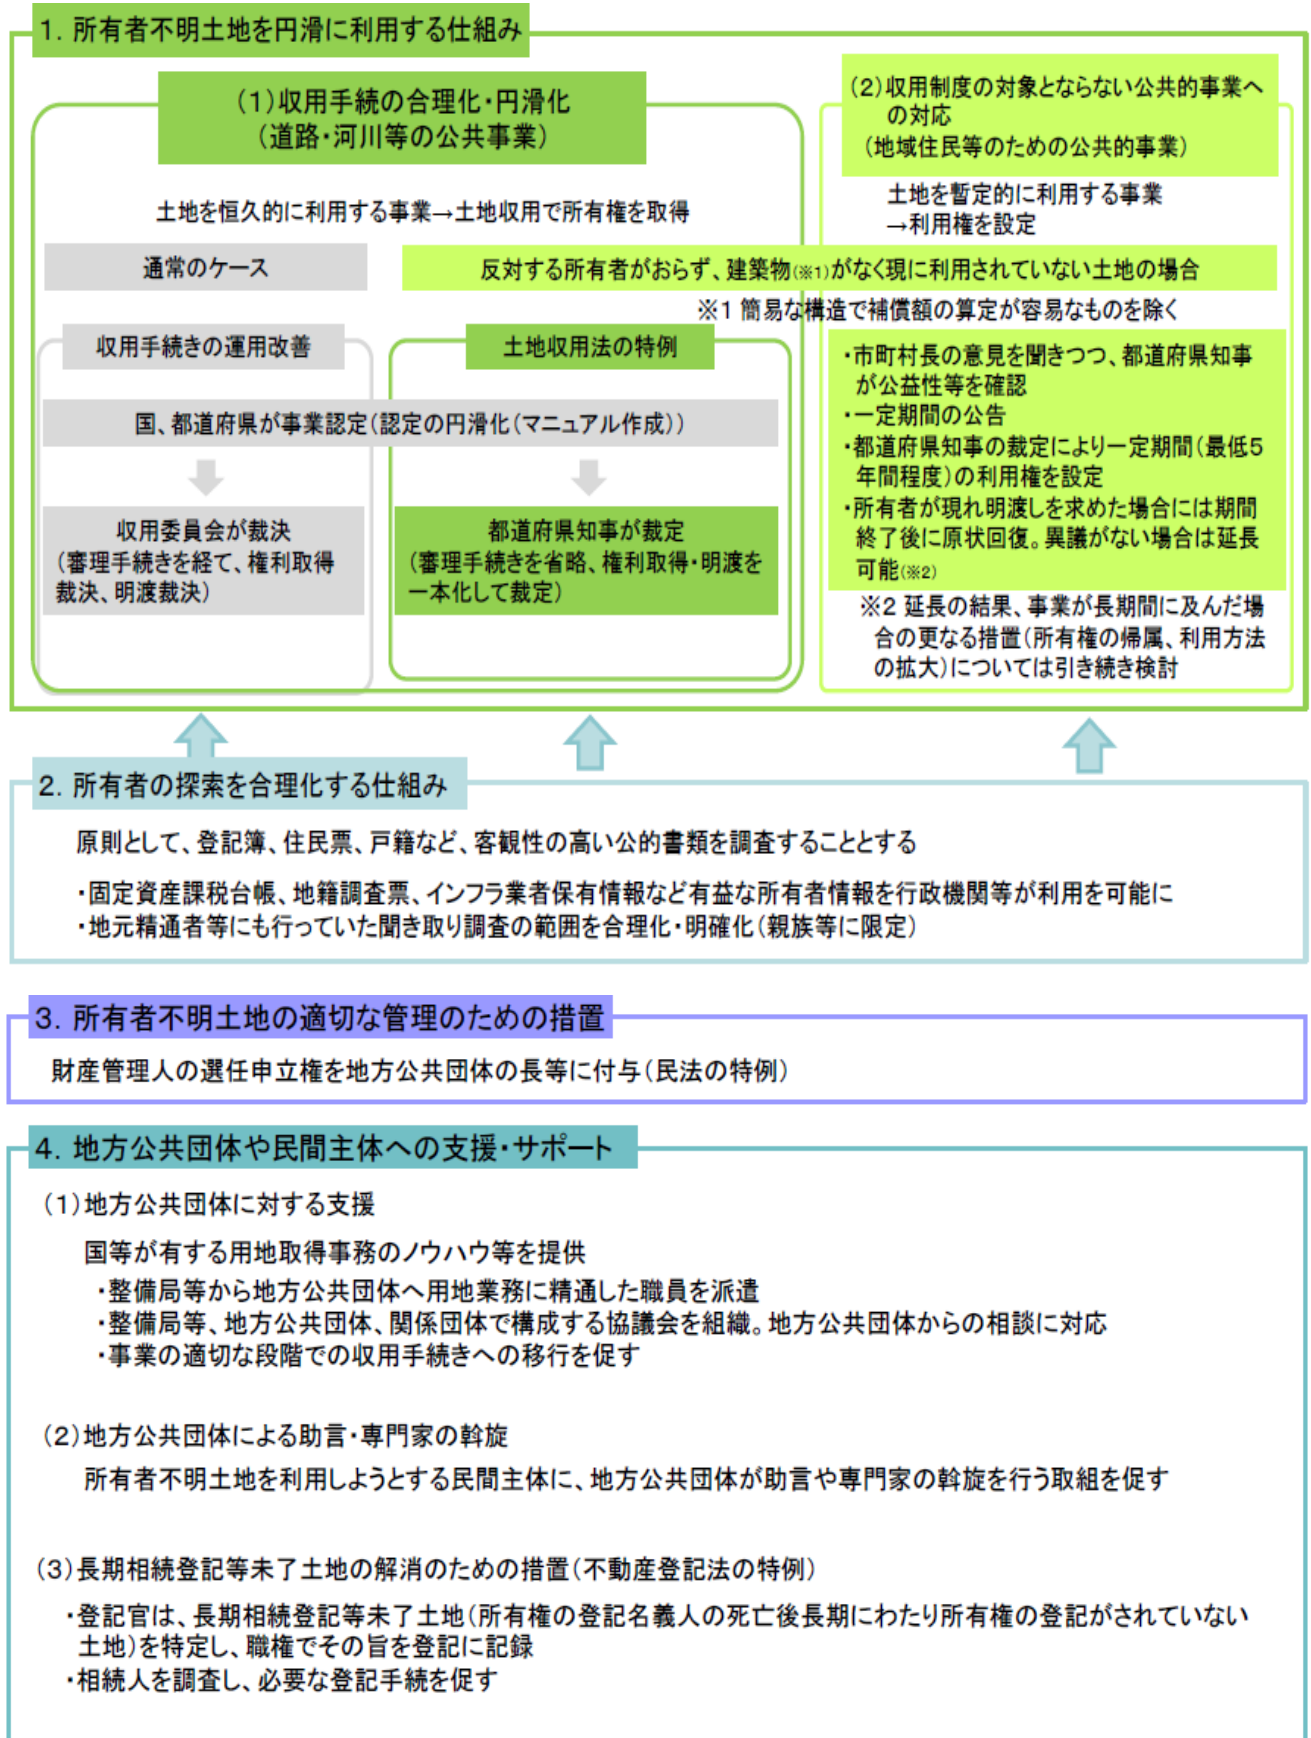 1. 所有者不明土地を円滑に利用する仕組み
(1)収用手続の合理化・円滑化
(道路・河川等の公共事業)
土地を恒久的に利用する事業→土地収用で所有権を取得
(2)収用制度の対象とならない公共的事業へ
の対応
(地域住民等のための公共的事業)
土地を暫定的に利用する事業
→利用権を設定
通常のケース
反対する所有者がおらず、建築物(※1)がなく現に利用されていない土地の場合
※1 簡易な構造で補償額の算定が容易なものを除く
収用手続きの運用改善
土地収用法の特例
国、都道府県が事業認定(認定の円滑化(マニュアル作成))
収用委員会が裁決
(審理手続きを経て、権利取得
裁決、明渡裁決)
都道府県知事が裁定
(審理手続きを省略、権利取得・明渡を
一本化して裁定)
・市町村長の意見を聞きつつ、都道府県知事
が公益性等を確認
・一定期間の公告
・都道府県知事の裁定により一定期間(最低5
年間程度)の利用権を設定
・所有者が現れ明渡しを求めた場合には期間
終了後に原状回復。異議がない場合は延長
可能(※2)
※2 延長の結果、事業が長期間に及んだ場
合の更なる措置(所有権の帰属、利用方法
の拡大)については引き続き検討
2. 所有者の探索を合理化する仕組み
原則として、登記簿、住民票、戸籍など、客観性の高い公的書類を調査することとする
・固定資産課税台帳、地籍調査票、インフラ業者保有情報など有益な所有者情報を行政機関等が利用を可能に
・地元精通者等にも行っていた聞き取り調査の範囲を合理化・明確化(親族等に限定)
3. 所有者不明土地の適切な管理のための措置
財産管理人の選任申立権を地方公共団体の長等に付与(民法の特例)
4. 地方公共団体や民間主体への支援・サポート
(1)地方公共団体に対する支援
国等が有する用地取得事務のノウハウ等を提供
・整備局等から地方公共団体へ用地業務に精通した職員を派遣
・整備局等、地方公共団体、関係団体で構成する協議会を組織。地方公共団体からの相談に対応
・事業の適切な段階での収用手続きへの移行を促す
(2)地方公共団体による助言・専門家の斡旋
所有者不明土地を利用しようとする民間主体に、地方公共団体が助言や専門家の斡旋を行う取組を促す
(3)長期相続登記等未了土地の解消のための措置(不動産登記法の特例)
・登記官は、長期相続登記等未了土地(所有権の登記名義人の死亡後長期にわたり所有権の登記がされていない
土地)を特定し、職権でその旨を登記に記録
・相続人を調査し、必要な登記手続を促す